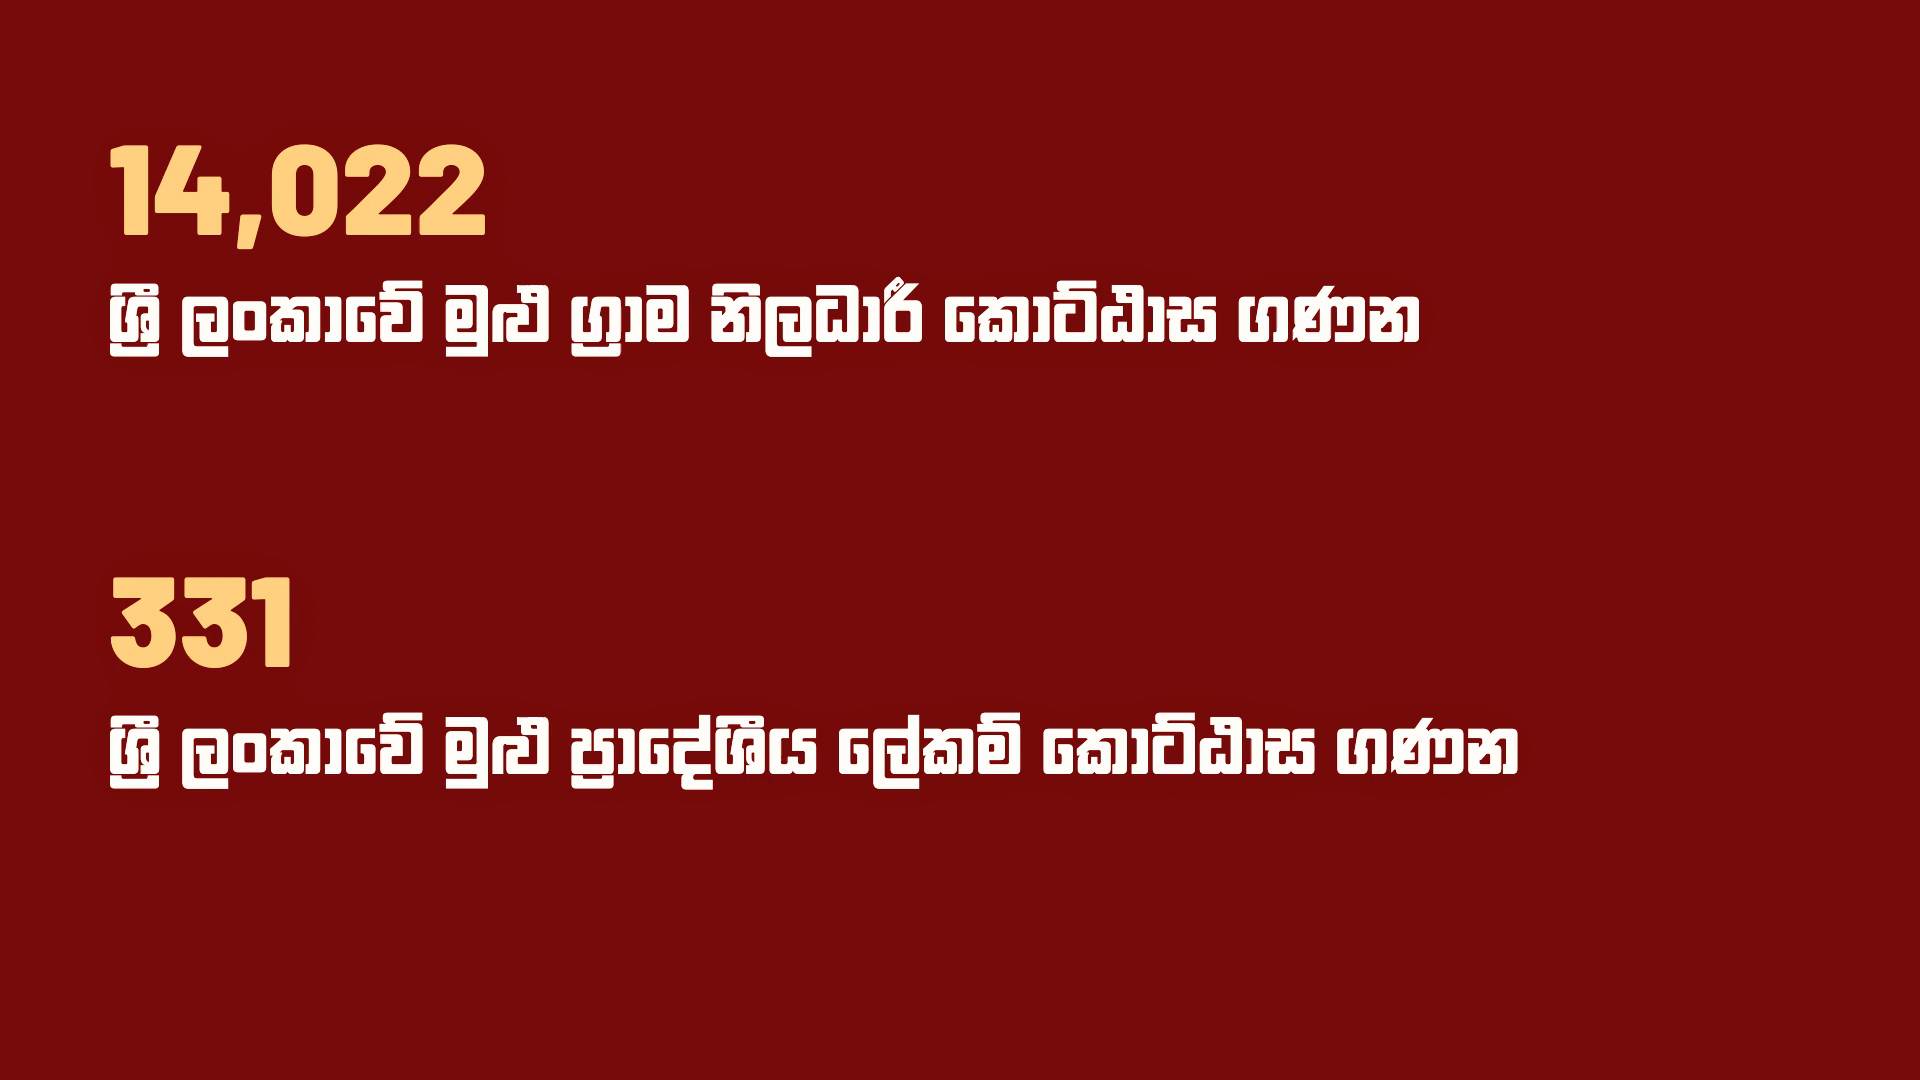 14,022
ශ්‍රී ලංකාවේ මුළු ග්‍රාම නිලධාරී කොට්ඨාස ගණන
331
ශ්‍රී ලංකාවේ මුළු ප්‍රාදේශීය ලේකම් කොට්ඨාස ගණන